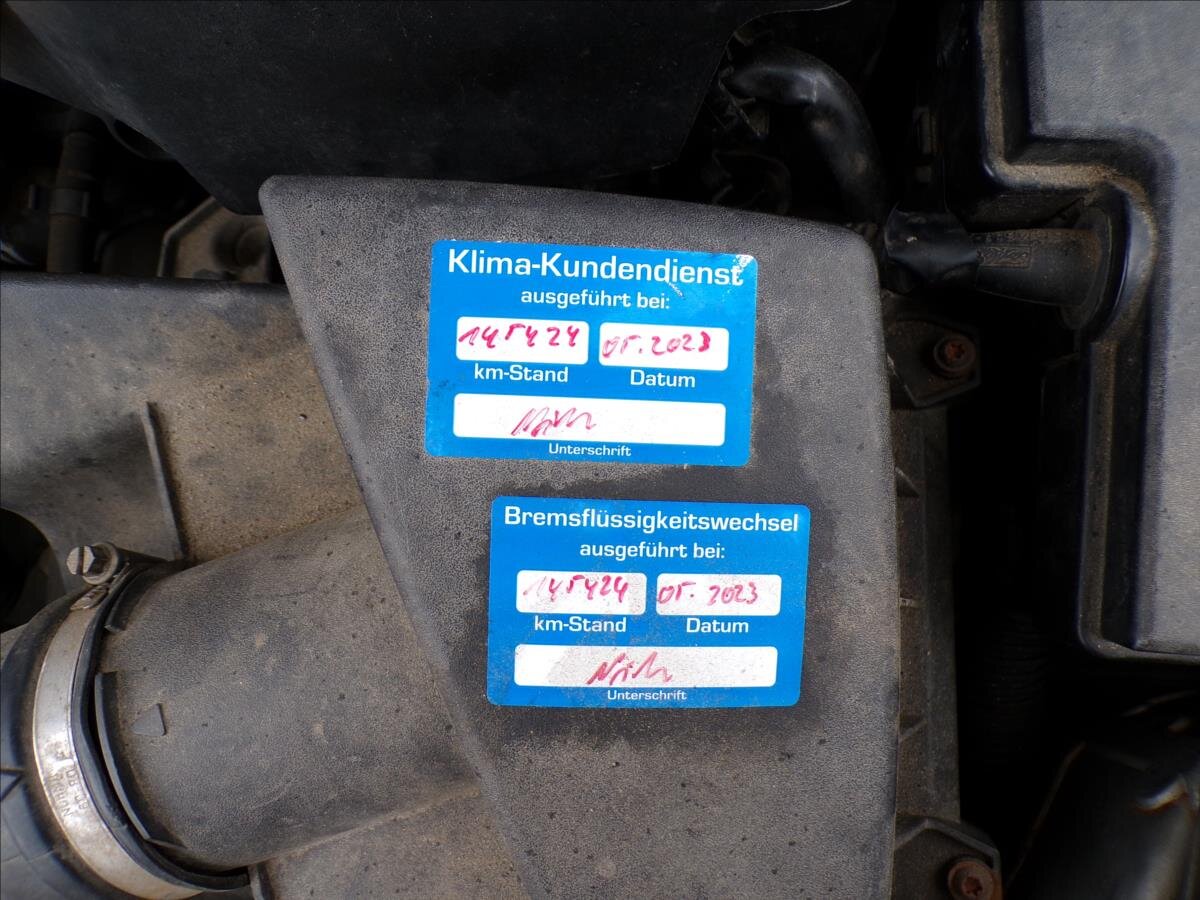 Klima-Kundendienst
ausgeführt bei:
145424 05.2023
km-Stand Datum
Unterschrift
Bremsflüssigkeitswechsel
ausgeführt bei:
145424 05.2023
km-Stand Datum
Unterschrift